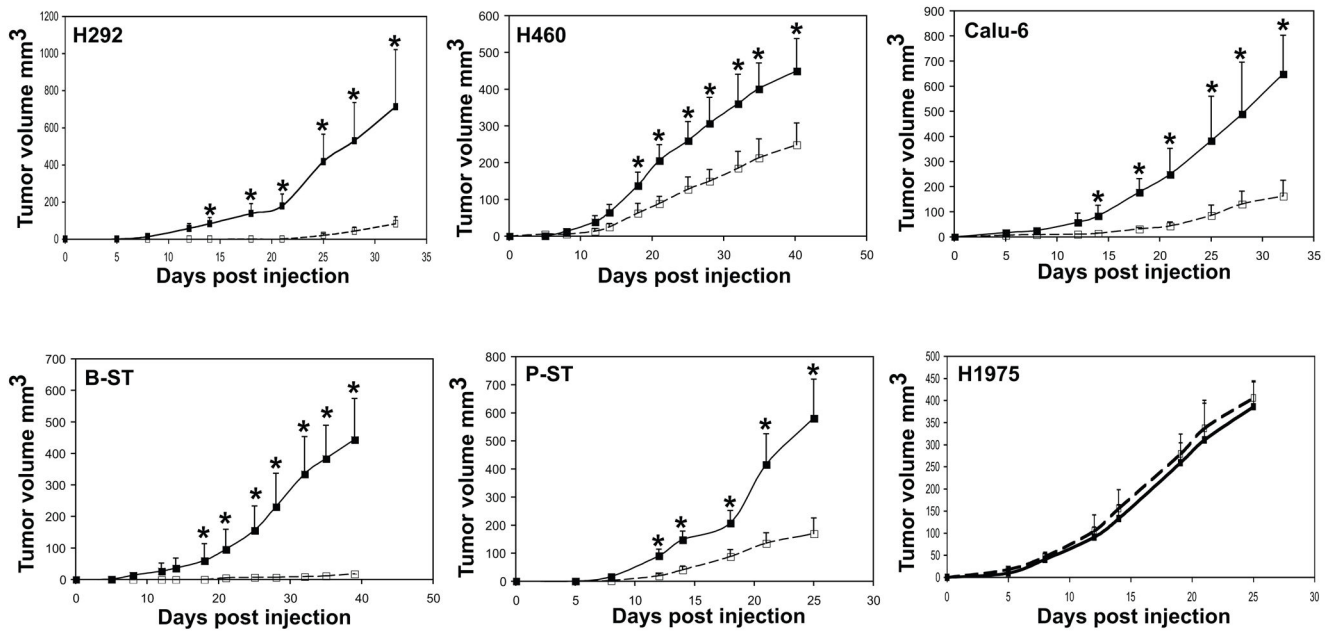 H292
Tumor volume mm3
1200
1000
800
600
400
200
0
0 5 10 15 20 25 30 35
Days post injection
* * * * * *
H460
Tumor volume mm3
600
500
400
300
200
100
0
0 10 20 30 40 50
Days post injection
* * * * * * *
Calu-6
Tumor volume mm3
900
800
700
600
500
400
300
200
100
0
0 5 10 15 20 25 30 35
Days post injection
* * * * * *
B-ST
Tumor volume mm3
700
600
500
400
300
200
100
0
0 10 20 30 40 50
Days post injection
* * * * * * *
P-ST
Tumor volume mm3
800
700
600
500
400
300
200
100
0
0 5 10 15 20 25 30
Days post injection
* * * * *
H1975
Tumor volume mm3
500
450
400
350
300
250
200
150
100
50
0
0 5 10 15 20 25 30
Days post injection